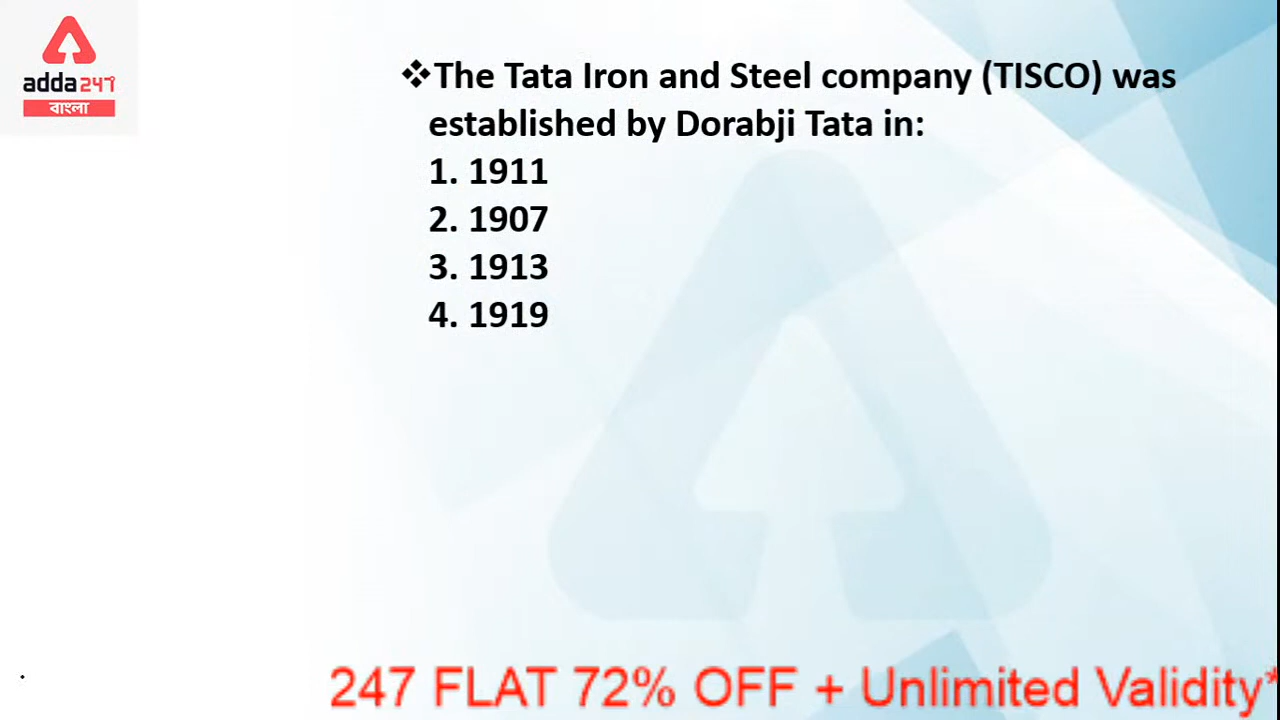 adda247
বাংলা
❖The Tata Iron and Steel company (TISCO) was
established by Dorabji Tata in:
1. 1911
2. 1907
3. 1913
4. 1919
247 FLAT 72% OFF + Unlimited Validity*